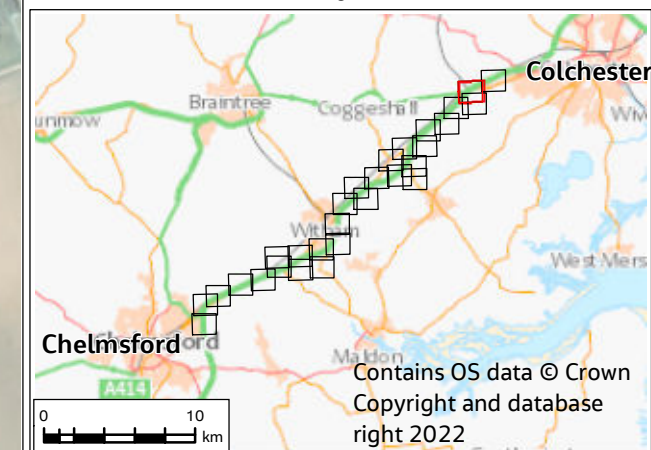 Colchester
Braintree
Coggeshall
unmow
Wiv
Witham
West Mers
Chelmsford
Maldon
A414
Contains OS data © Crown
Copyright and database
right 2022
0 10
km